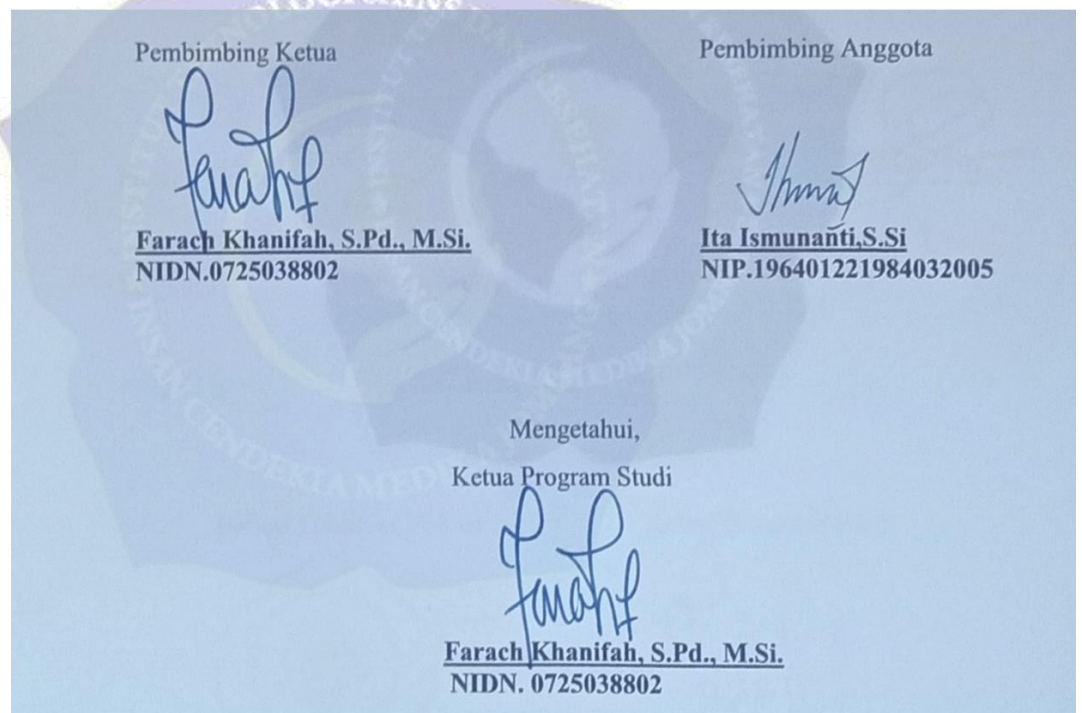 Pembimbing Ketua
Pembimbing Anggota
Farach Khanifah, S.Pd., M.Si.
NIDN.0725038802
Ita Ismunanti,S.Si
NIP.196401221984032005
Mengetahui,
Ketua Program Studi
Farach Khanifah, S.Pd., M.Si.
NIDN. 0725038802